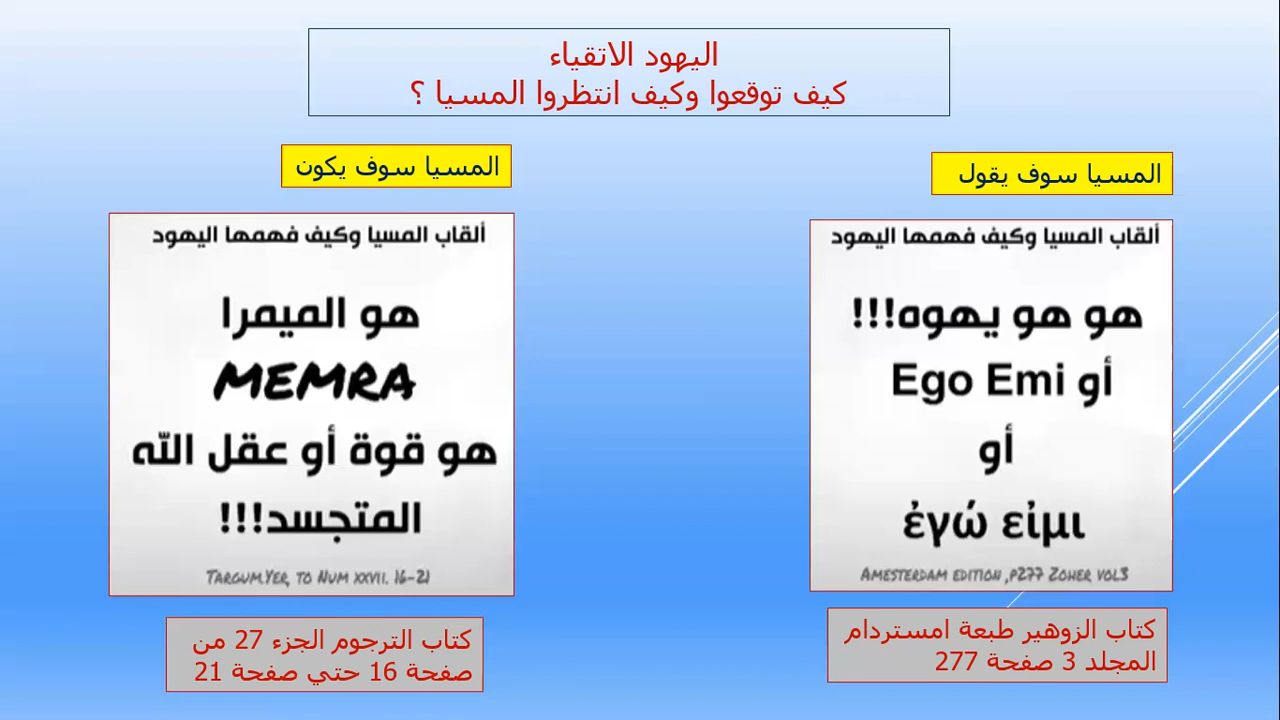 اليهود الاتقياء
كيف توقعوا وكيف انتظروا المسيا ؟
المسيا سوف يقول
ألقاب المسيا وكيف فهمها اليهود
هو هو يهوه!!!
أو Ego Emi
أو
ἐγώ εἰμι
Amesterdam edition ,p277 Zoher vol3
كتاب الزوهير طبعة امستردام
المجلد 3 صفحة 277
المسيا سوف يكون
ألقاب المسيا وكيف فهمها اليهود
هو الميمرا
MEMRA
هو قوة أو عقل الله
المتجسد!!!
Targum.Yer, to Num xxvii. 16-21
كتاب الترجوم الجزء 27 من
صفحة 16 حتي صفحة 21